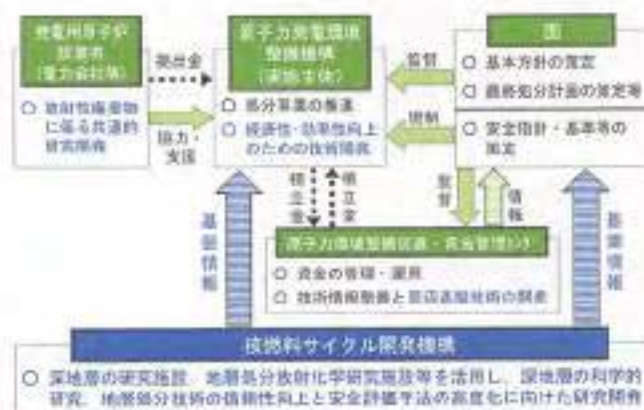 発電用原子炉
設置者
(電力会社等)
○ 放射性廃棄物
に係る共通的
研究開発
拠出金
協力・
支援
原子力発電環境
整備機構
(実施主体)
○ 処分事業の推進
○ 経済性・効率性向上
のための技術開発
監督
規制
国
○ 基本方針の策定
○ 最終処分計画の策定等
○ 安全指針・基準等の
策定
基盤情報
積立金
積立金
監督
情報
基盤情報
原子力環境整備促進・資金管理ｾﾝﾀ
○ 資金の管理・運用
○ 技術情報整備と周辺基盤技術の開発
核燃料サイクル開発機構
○ 深地層の研究施設、地層処分放射化学研究施設等を活用し、深地層の科学的
研究、地層処分技術の信頼性向上と安全評価手法の高度化に向けた研究開発